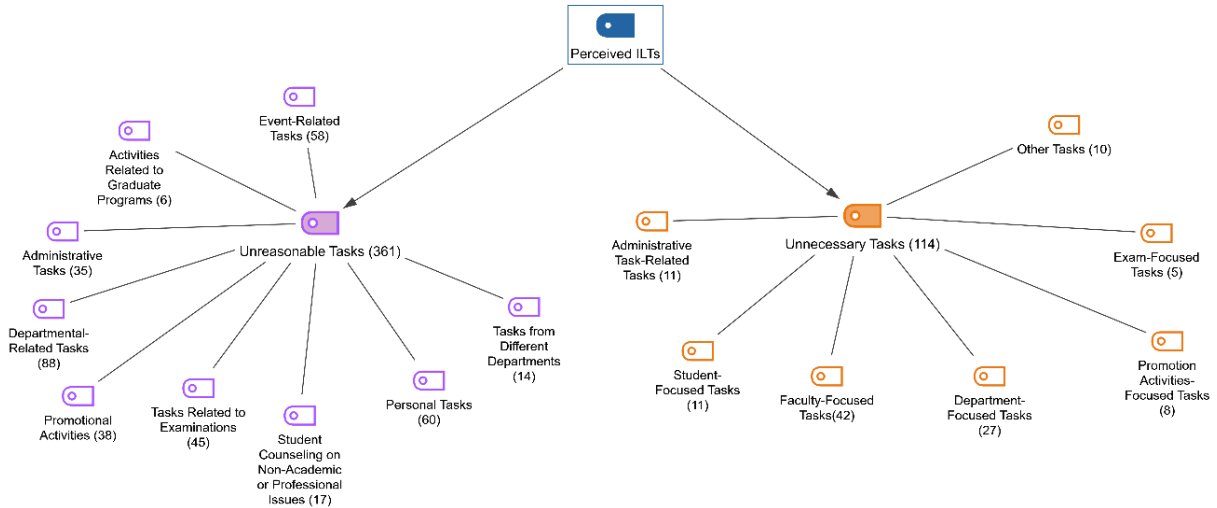 Perceived ILTs
Event-Related
Tasks (58)
Activities
Related to
Graduate
Programs (6)
Administrative
Tasks (35)
Unreasonable Tasks (361)
Departmental-
Related Tasks
(88)
Promotional
Activities (38)
Tasks Related to
Examinations
(45)
Student
Counseling on
Non-Academic
or Professional
Issues (17)
Personal Tasks
(60)
Tasks from
Different
Departments
(14)
Other Tasks (10)
Administrative
Task-Related
Tasks (11)
Unnecessary Tasks (114)
Exam-Focused
Tasks (5)
Student-
Focused Tasks
(11)
Faculty-Focused
Tasks(42)
Department-
Focused Tasks
(27)
Promotion
Activities-
Focused Tasks
(8)